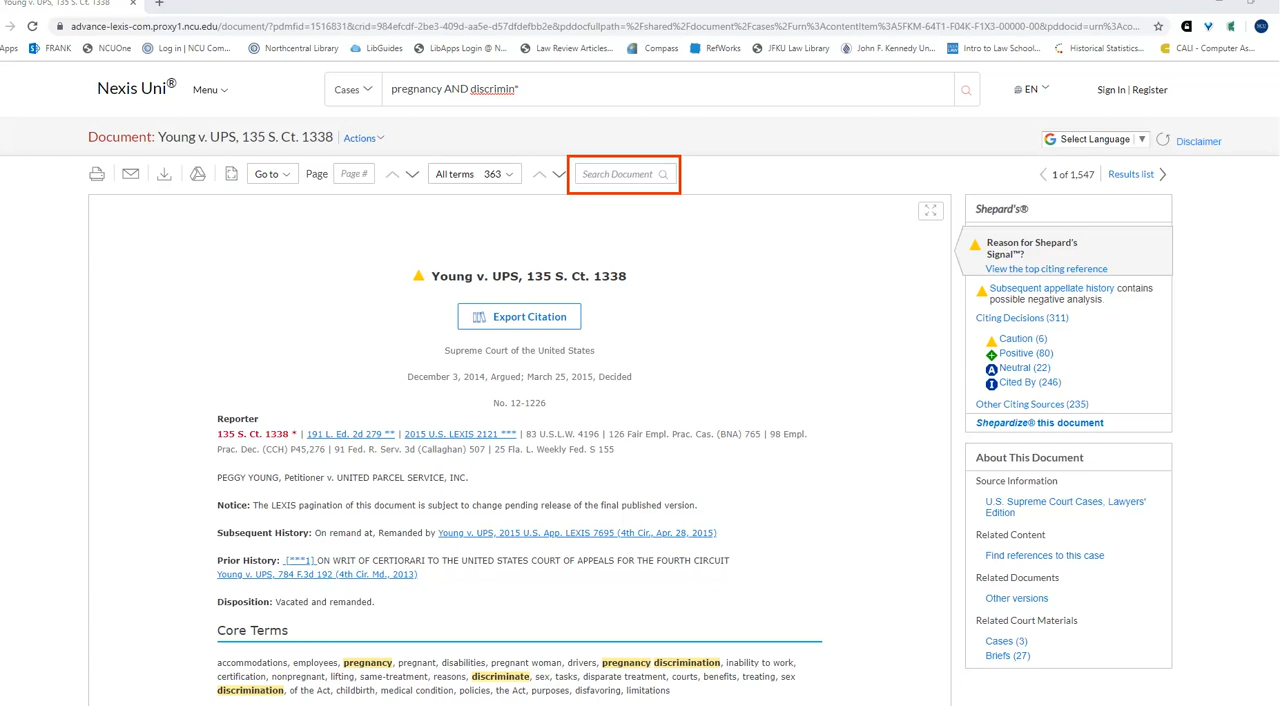 Young v. UPS, 135 S. Ct. 1338
advance-lexis-com.proxy1.ncu.edu/document/?pdmfid=1516831&crid=984efcdf-2be3-409d-aa5e-d57dfdefbb2e&pddocfullpath=%2Fshared%2Fdocument%2Fcases%2Furn%3AcontentItem%3A5FKM-64T1-F04K-F1X3-00000-00&pddocid=urn%3Aco...
Apps FRANK NCUOne Log in | NCU Com... Northcentral Library LibGuides LibApps Login @ N... Law Review Articles... Compass RefWorks JFKU Law Library John F. Kennedy Un... Intro to Law School... Historical Statistics... CALI - Computer As...
Nexis Uni® Menu Cases pregnancy AND discrimin* EN Sign In | Register
Document: Young v. UPS, 135 S. Ct. 1338 Actions Select Language ▼ Disclaimer
Go to Page Page # All terms 363 Search Document 1 of 1,547 Results list
Shepard's®
Reason for Shepard's
Signal™?
View the top citing reference
Subsequent appellate history contains
possible negative analysis.
Citing Decisions (311)
Caution (6)
Positive (80)
A Neutral (22)
I Cited By (246)
Other Citing Sources (235)
Shepardize® this document
About This Document
Source Information
U.S. Supreme Court Cases, Lawyers'
Edition
Related Content
Find references to this case
Related Documents
Other versions
Related Court Materials
Cases (3)
Briefs (27)
Young v. UPS, 135 S. Ct. 1338
Export Citation
Supreme Court of the United States
December 3, 2014, Argued; March 25, 2015, Decided
No. 12-1226
Reporter
135 S. Ct. 1338 * | 191 L. Ed. 2d 279 ** | 2015 U.S. LEXIS 2121 *** | 83 U.S.L.W. 4196 | 126 Fair Empl. Prac. Cas. (BNA) 765 | 98 Empl.
Prac. Dec. (CCH) P45,276 | 91 Fed. R. Serv. 3d (Callaghan) 507 | 25 Fla. L. Weekly Fed. S 155
PEGGY YOUNG, Petitioner v. UNITED PARCEL SERVICE, INC.
Notice: The LEXIS pagination of this document is subject to change pending release of the final published version.
Subsequent History: On remand at, Remanded by Young v. UPS, 2015 U.S. App. LEXIS 7695 (4th Cir., Apr. 28, 2015)
Prior History: [***1] ON WRIT OF CERTIORARI TO THE UNITED STATES COURT OF APPEALS FOR THE FOURTH CIRCUIT
Young v. UPS, 784 F.3d 192 (4th Cir. Md., 2013)
Disposition: Vacated and remanded.
Core Terms
accommodations, employees, pregnancy, pregnant, disabilities, pregnant woman, drivers, pregnancy discrimination, inability to work,
certification, nonpregnant, lifting, same-treatment, reasons, discriminate, sex, tasks, disparate treatment, courts, benefits, treating, sex
discrimination, of the Act, childbirth, medical condition, policies, the Act, purposes, disfavoring, limitations